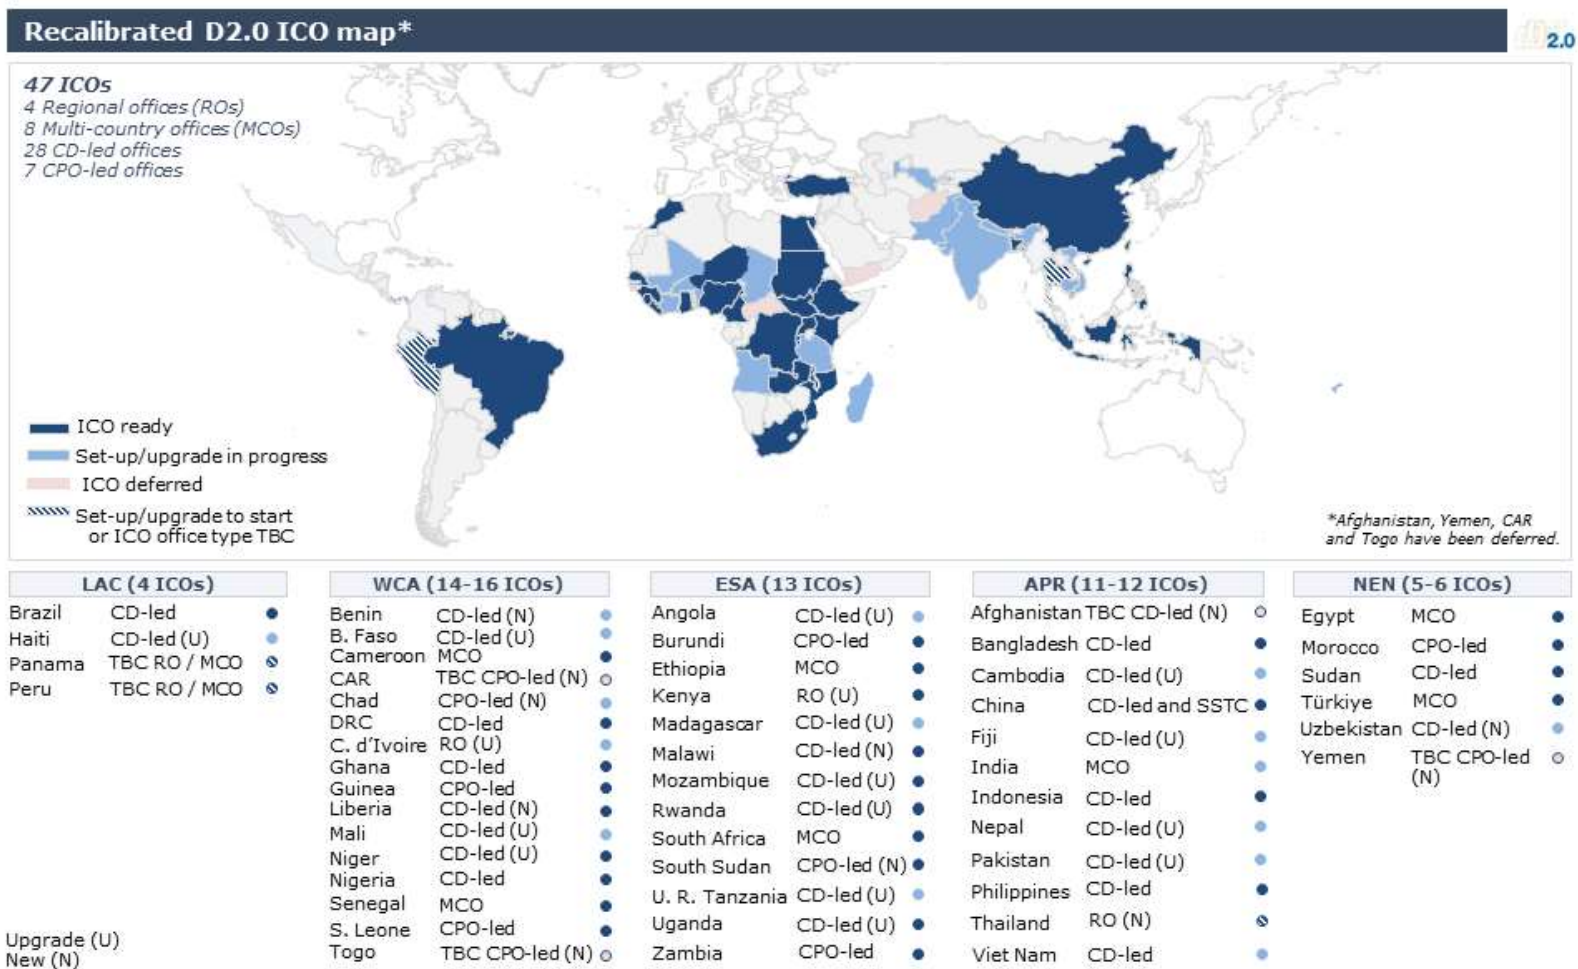 Recalibrated D2.0 ICO map*
2.0
47 ICOs
4 Regional offices (ROs)
8 Multi-country offices (MCOs)
28 CD-led offices
7 CPO-led offices
ICO ready
Set-up/upgrade in progress
ICO deferred
Set-up/upgrade to start
or ICO office type TBC
*Afghanistan, Yemen, CAR
and Togo have been deferred.
LAC (4 ICOs)
Brazil CD-led
Haiti CD-led (U)
Panama TBC RO / MCO
Peru TBC RO / MCO
WCA (14-16 ICOs)
Benin CD-led (N)
B. Faso CD-led (U)
Cameroon MCO
CAR TBC CPO-led (N)
Chad CPO-led (N)
DRC CD-led
C. d'Ivoire RO (U)
Ghana CD-led
Guinea CPO-led
Liberia CD-led (N)
Mali CD-led (U)
Niger CD-led (U)
Nigeria CD-led
Senegal MCO
S. Leone CPO-led
Togo TBC CPO-led (N)
ESA (13 ICOs)
Angola CD-led (U)
Burundi CPO-led
Ethiopia MCO
Kenya RO (U)
Madagascar CD-led (U)
Malawi CD-led (N)
Mozambique CD-led (U)
Rwanda CD-led (U)
South Africa MCO
South Sudan CPO-led (N)
U. R. Tanzania CD-led (U)
Uganda CD-led (U)
Zambia CPO-led
APR (11-12 ICOs)
Afghanistan TBC CD-led (N)
Bangladesh CD-led
Cambodia CD-led (U)
China CD-led and SSTC
Fiji CD-led (U)
India MCO
Indonesia CD-led
Nepal CD-led (U)
Pakistan CD-led (U)
Philippines CD-led
Thailand RO (N)
Viet Nam CD-led
NEN (5-6 ICOs)
Egypt MCO
Morocco CPO-led
Sudan CD-led
Türkiye MCO
Uzbekistan CD-led (N)
Yemen TBC CPO-led
(N)
Upgrade (U)
New (N)